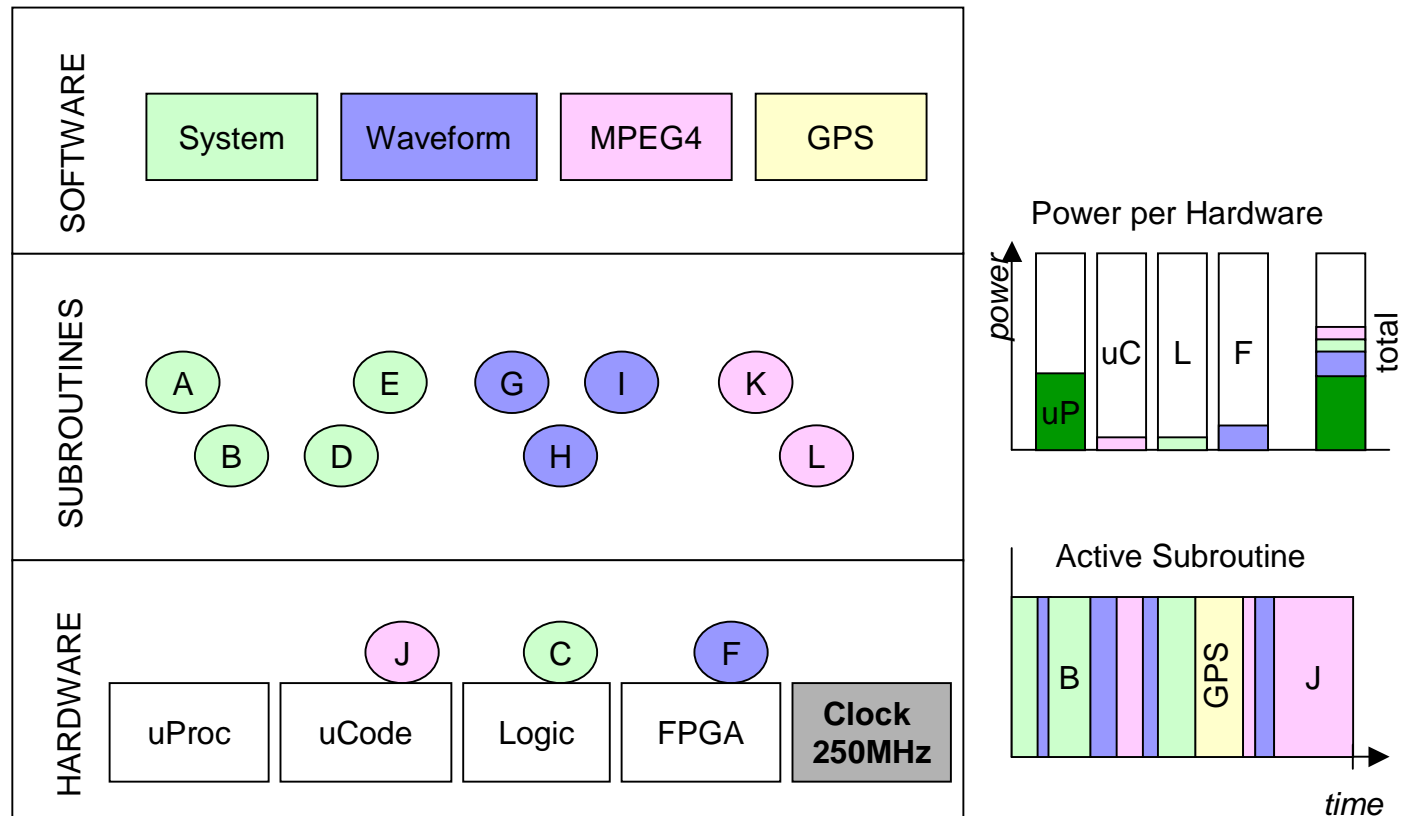 SOFTWARE
System
Waveform
MPEG4
GPS
SUBROUTINES
A
E
G
I
K
B
D
H
L
HARDWARE
J
C
F
uProc
uCode
Logic
FPGA
Clock
250MHz
Power per Hardware
power
uP
uC
L
F
total
Active Subroutine
B
GPS
J
time